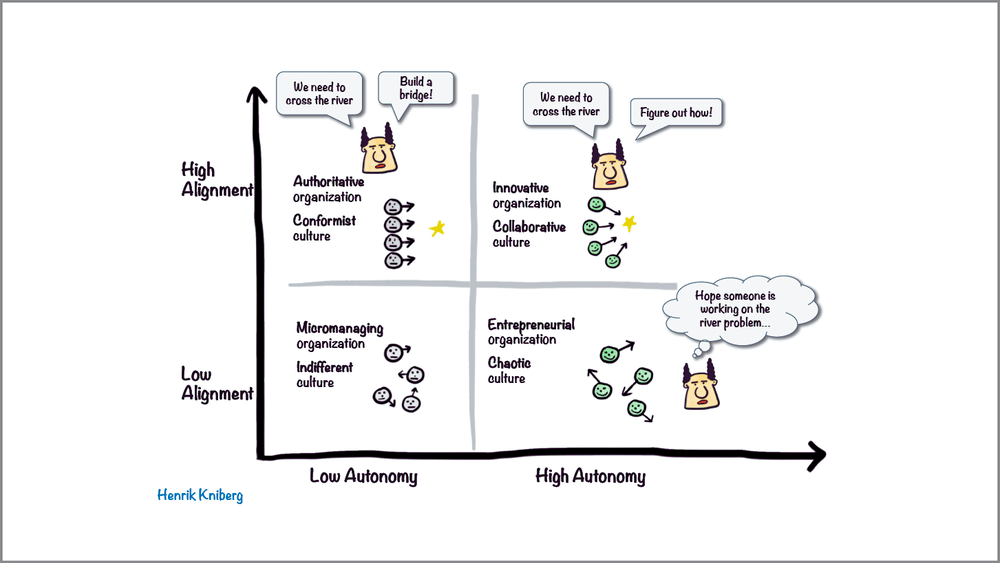 We need to
cross the river
Build a
bridge!
We need to
cross the river
Figure out how!
High
Alignment
Authoritative
organization
Conformist
culture
Innovative
organization
Collaborative
culture
Hope someone is
working on the
river problem...
Low
Alignment
Micromanaging
organization
Indifferent
culture
Entrepreneurial
organization
Chaotic
culture
Low Autonomy
High Autonomy
Henrik Kniberg